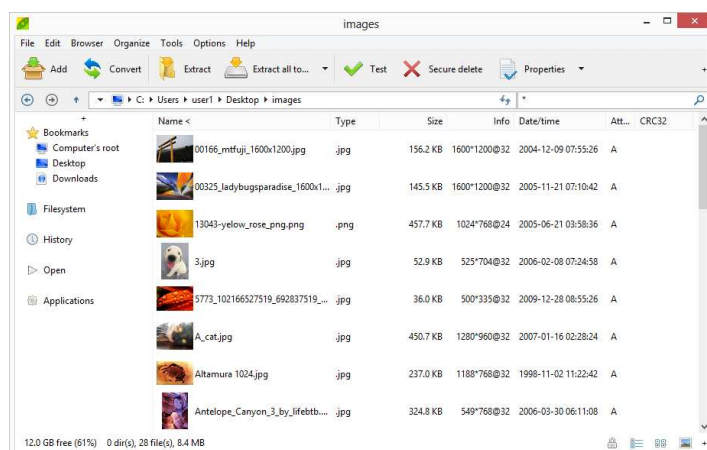 images
File Edit Browser Organize Tools Options Help
Add Convert Extract Extract all to... Test Secure delete Properties
C: Users user1 Desktop images *
Name < Type Size Info Date/time Att... CRC32
Bookmarks
Computer's root
Desktop
Downloads
Filesystem
History
Open
Applications
00166_mtfuji_1600x1200.jpg .jpg 156.2 KB 1600*1200@32 2004-12-09 07:55:26 A
00325_ladybugsparadise_1600x1... .jpg 145.5 KB 1600*1200@32 2005-11-21 07:10:42 A
13043-yelow_rose_png.png .png 457.7 KB 1024*768@24 2005-06-21 03:58:36 A
3.jpg .jpg 52.9 KB 525*704@32 2006-02-08 07:24:58 A
5773_102166527519_692837519_... .jpg 36.0 KB 500*335@32 2009-12-28 08:55:26 A
A_cat.jpg .jpg 450.7 KB 1280*960@32 2007-01-16 02:28:24 A
Altamura 1024.jpg .jpg 237.0 KB 1188*768@32 1998-11-02 11:22:42 A
Antelope_Canyon_3_by_lifebtb.... .jpg 324.8 KB 549*768@32 2006-03-30 06:11:08 A
12.0 GB free (61%) 0 dir(s), 28 file(s), 8.4 MB